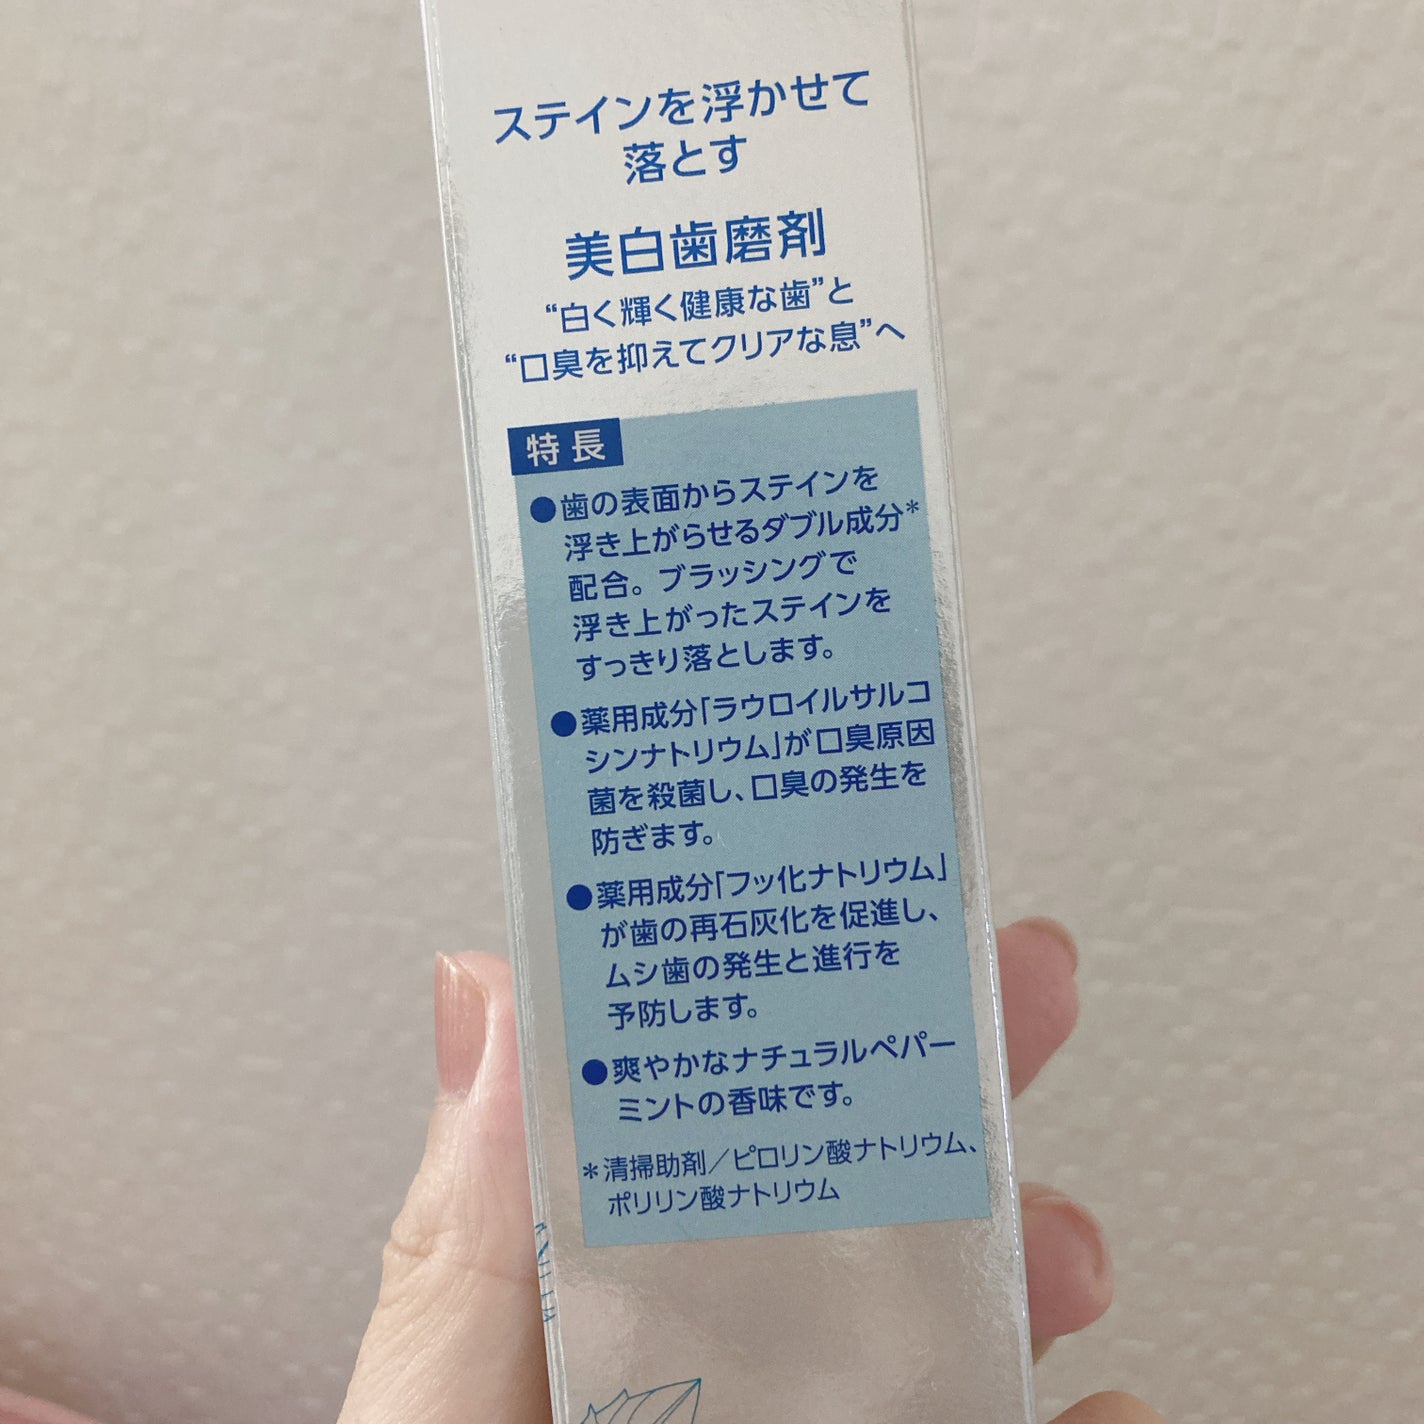 ステインを浮かせて
落とす
美白歯磨剤
“白く輝く健康な歯”と
“口臭を抑えてクリアな息”へ
特長
●歯の表面からステインを
浮き上がらせるダブル成分*
配合。ブラッシングで
浮き上がったステインを
すっきり落とします。
●薬用成分「ラウロイルサルコ
シンナトリウム」が口臭原因
菌を殺菌し、口臭の発生を
防ぎます。
●薬用成分「フッ化ナトリウム」
が歯の再石灰化を促進し、
ムシ歯の発生と進行を
予防します。
●爽やかなナチュラルペパー
ミントの香味です。
*清掃助剤／ピロリン酸ナトリウム、
ポリリン酸ナトリウム